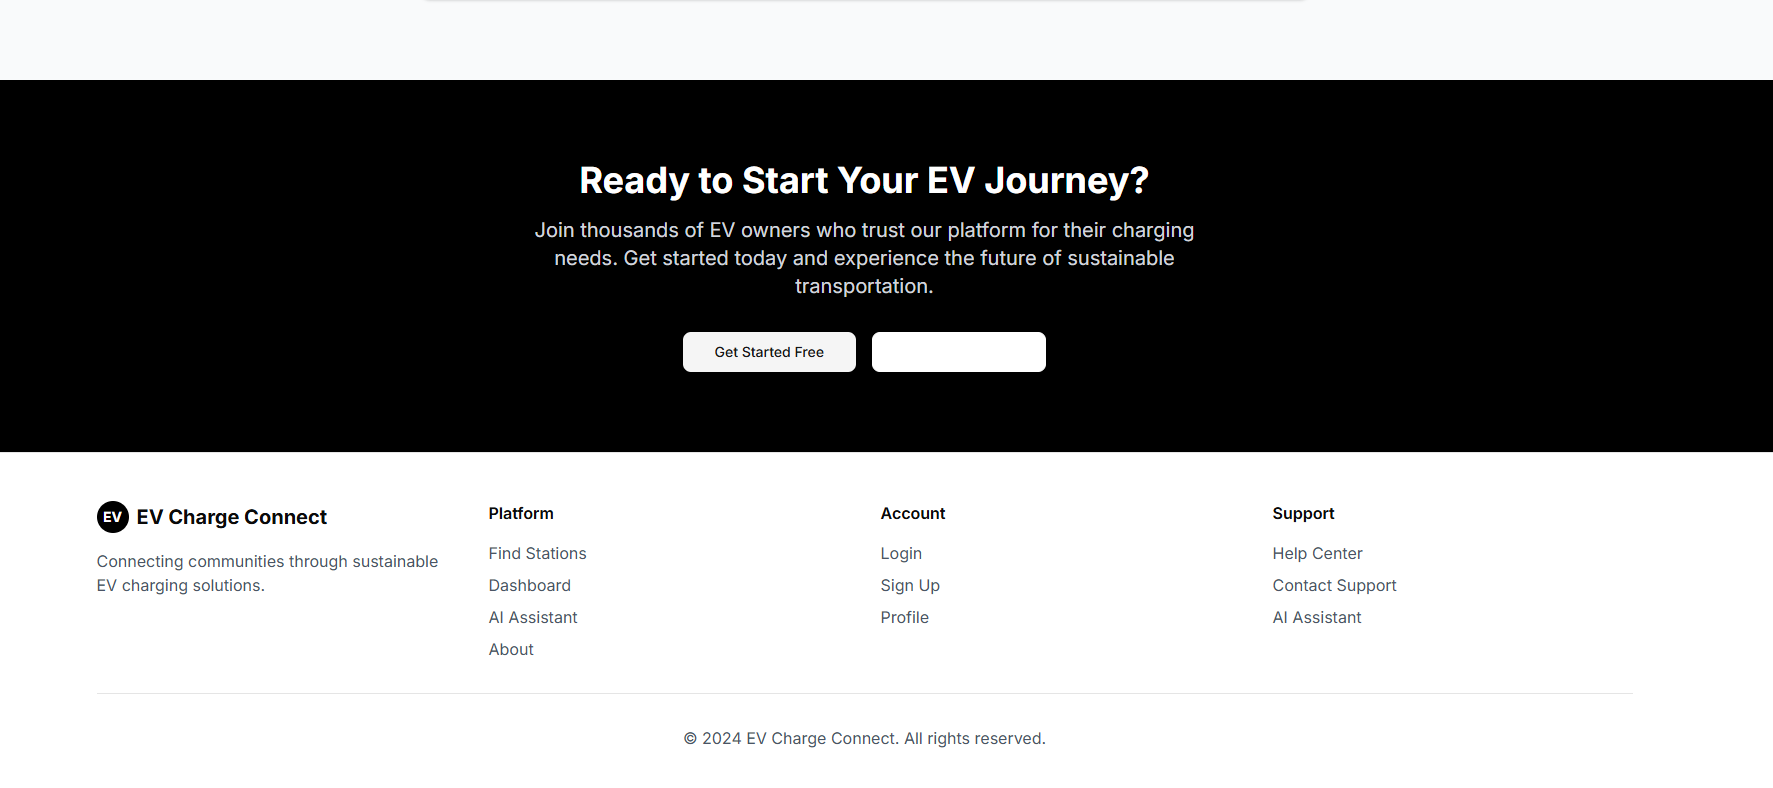 Ready to Start Your EV Journey?
Join thousands of EV owners who trust our platform for their charging
needs. Get started today and experience the future of sustainable
transportation.
Get Started Free
EV EV Charge Connect
Connecting communities through sustainable
EV charging solutions.
Platform
Find Stations
Dashboard
AI Assistant
About
Account
Login
Sign Up
Profile
Support
Help Center
Contact Support
AI Assistant
© 2024 EV Charge Connect. All rights reserved.